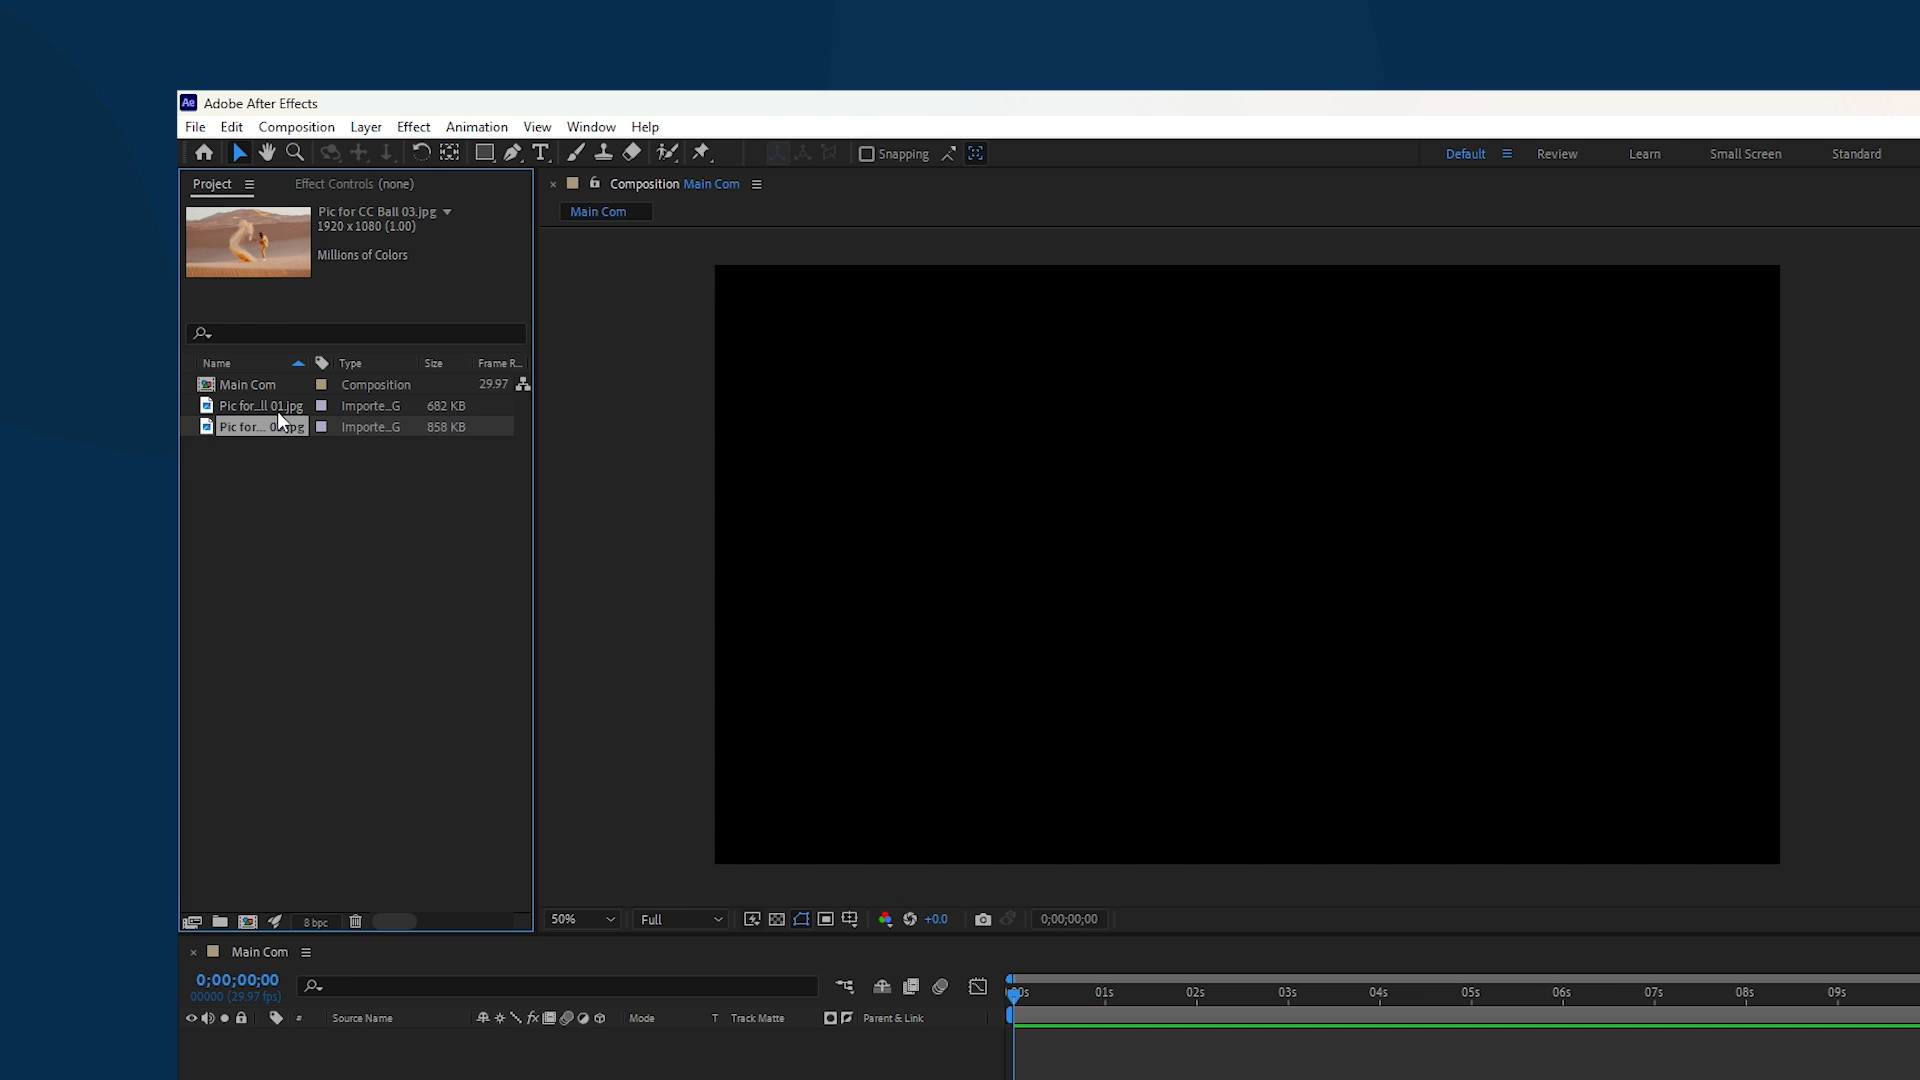 Ae Adobe After Effects
File Edit Composition Layer Effect Animation View Window Help
Snapping
Default Review Learn Small Screen Standard
Project Effect Controls (none)
Pic for CC Ball 03.jpg
1920 x 1080 (1.00)
Millions of Colors
Composition Main Com
Main Com
Name Type Size Frame R...
Main Com Composition 29.97
Pic for...ll 01.jpg Importe...G 682 KB
Pic for... Importe...G 858 KB
8 bpc
50% Full +0.0 0;00;00;00
Main Com
0;00;00;00
00000 (29.97 fps)
01s 02s 03s 04s 05s 06s 07s 08s 09s
# Source Name fx Mode T Track Matte Parent & Link